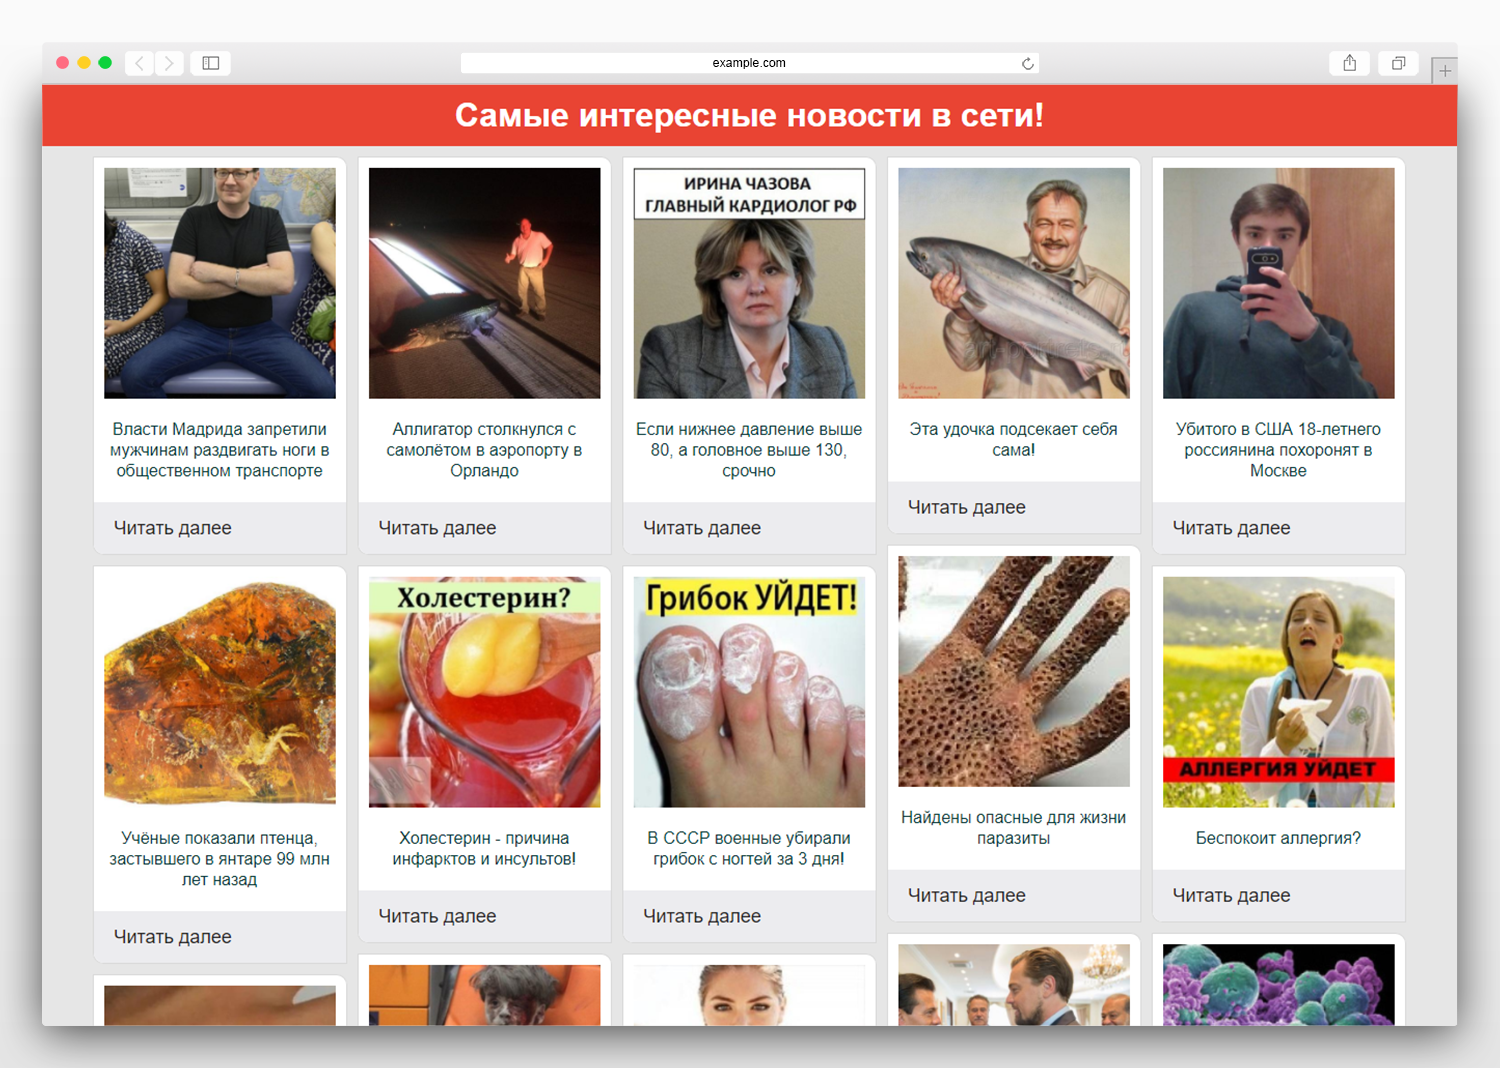 example.com
Самые интересные новости в сети!
Власти Мадрида запретили
мужчинам раздвигать ноги в
общественном транспорте
Читать далее
Аллигатор столкнулся с
самолётом в аэропорту в
Орландо
Читать далее
ИРИНА ЧАЗОВА
ГЛАВНЫЙ КАРДИОЛОГ РФ
Если нижнее давление выше
80, а головное выше 130,
срочно
Читать далее
Эта удочка подсекает себя
сама!
Читать далее
Убитого в США 18-летнего
россиянина похоронят в
Москве
Читать далее
Учёные показали птенца,
застывшего в янтаре 99 млн
лет назад
Читать далее
Холестерин?
Холестерин - причина
инфарктов и инсультов!
Читать далее
Грибок УЙДЕТ!
В СССР военные убирали
грибок с ногтей за 3 дня!
Читать далее
Найдены опасные для жизни
паразиты
Читать далее
АЛЛЕРГИЯ УЙДЕТ
Беспокоит аллергия?
Читать далее